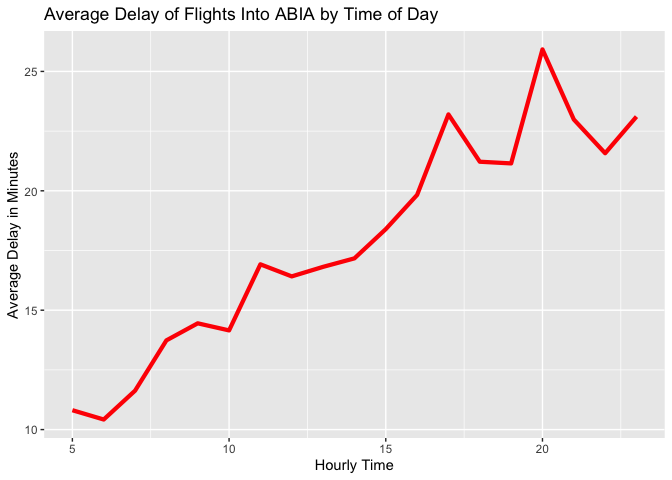 Average Delay of Flights Into ABIA by Time of Day
Average Delay in Minutes
25
20
15
10
5 10 15 20
Hourly Time